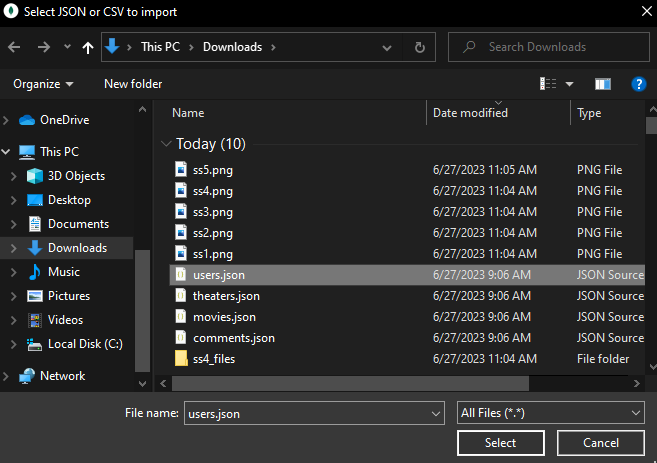 Select JSON or CSV to import
This PC > Downloads >
Search Downloads
Organize New folder
Name Date modified Type
OneDrive
This PC
3D Objects
Desktop
Documents
Downloads
Music
Pictures
Videos
Local Disk (C:)
Network
Today (10)
ss5.png 6/27/2023 11:05 AM PNG File
ss4.png 6/27/2023 11:04 AM PNG File
ss3.png 6/27/2023 11:04 AM PNG File
ss2.png 6/27/2023 11:04 AM PNG File
ss1.png 6/27/2023 11:04 AM PNG File
users.json 6/27/2023 9:06 AM JSON Source
theaters.json 6/27/2023 9:06 AM JSON Source
movies.json 6/27/2023 9:06 AM JSON Source
comments.json 6/27/2023 9:06 AM JSON Source
ss4_files 6/27/2023 11:04 AM File folder
File name: users.json All Files (*.*)
Select Cancel